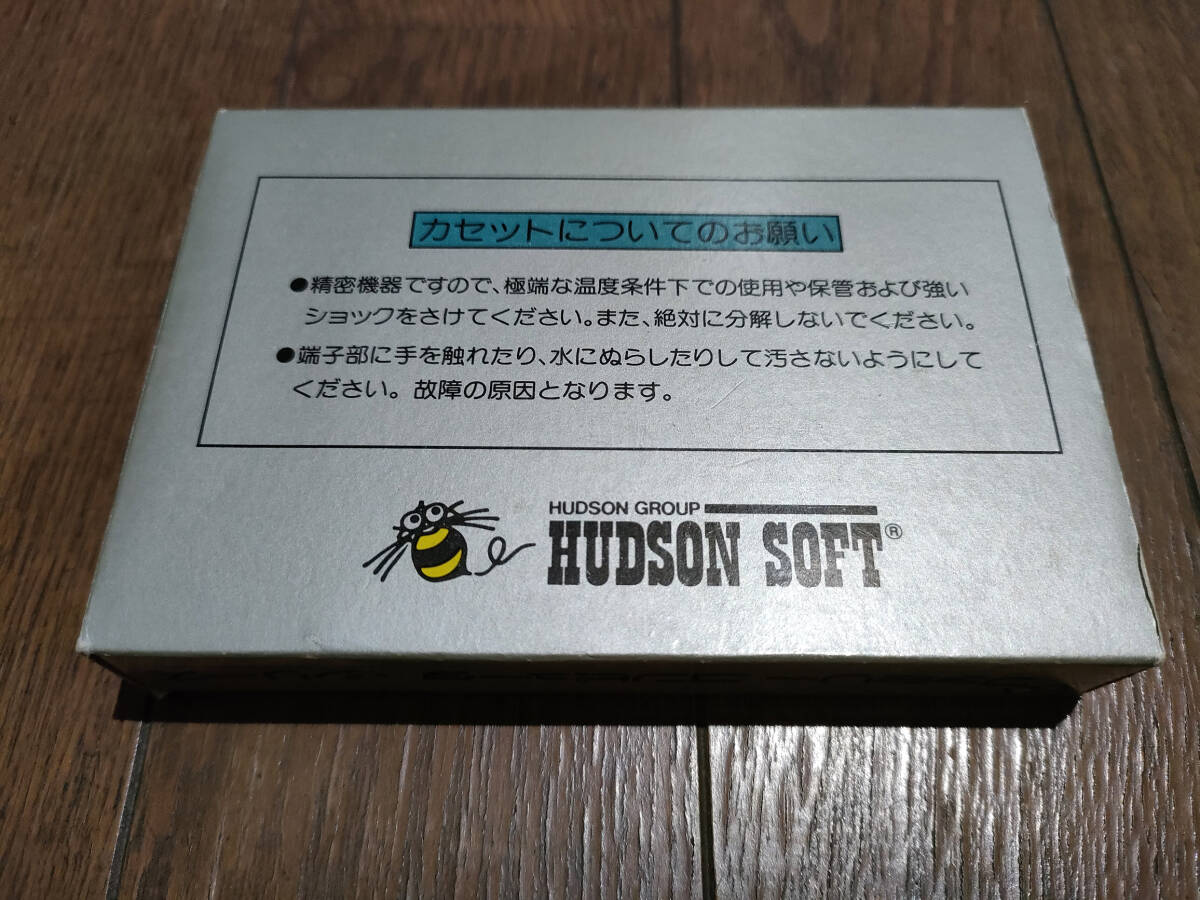 カセットについてのお願い
●精密機器ですので、極端な温度条件下での使用や保管および強い
ショックをさけてください。また、絶対に分解しないでください。
●端子部に手を触れたり、水にぬらしたりして汚さないようにして
ください。故障の原因となります。
HUDSON GROUP
HUDSON SOFT®